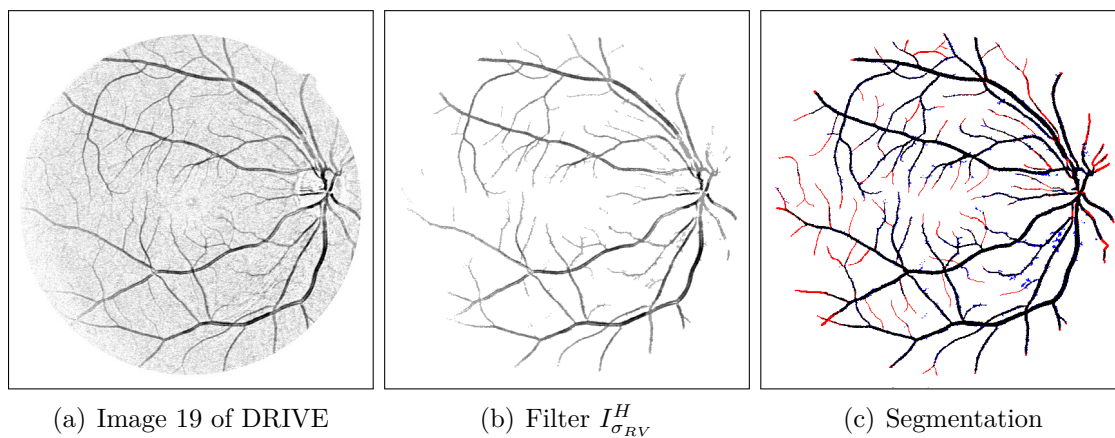 (a) Image 19 of DRIVE
(b) Filter $I^{H}_{\sigma_{RV}}$
(c) Segmentation